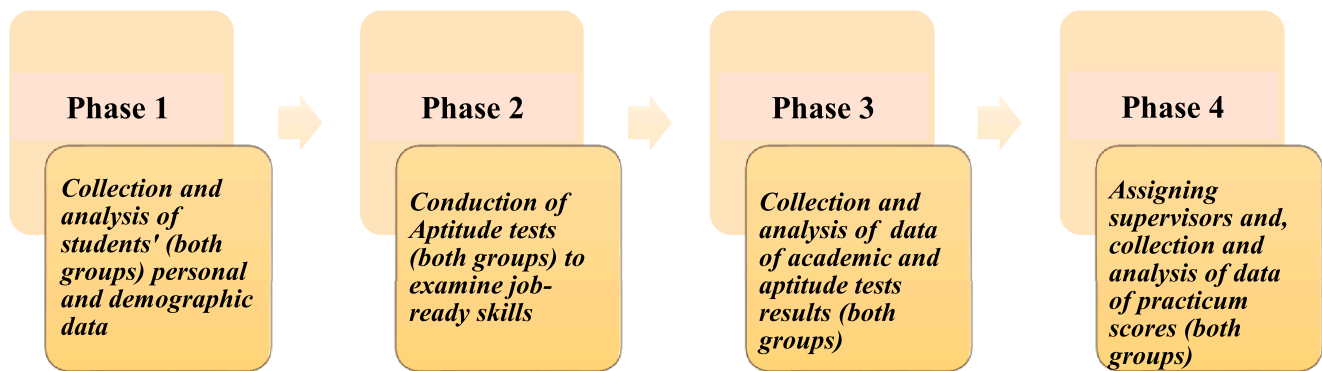 Phase 1
Collection and
analysis of
students' (both
groups) personal
and demographic
data
Phase 2
Conduction of
Aptitude tests
(both groups) to
examine job-
ready skills
Phase 3
Collection and
analysis of data
of academic and
aptitude tests
results (both
groups)
Phase 4
Assigning
supervisors and,
collection and
analysis of data
of practicum
scores (both
groups)